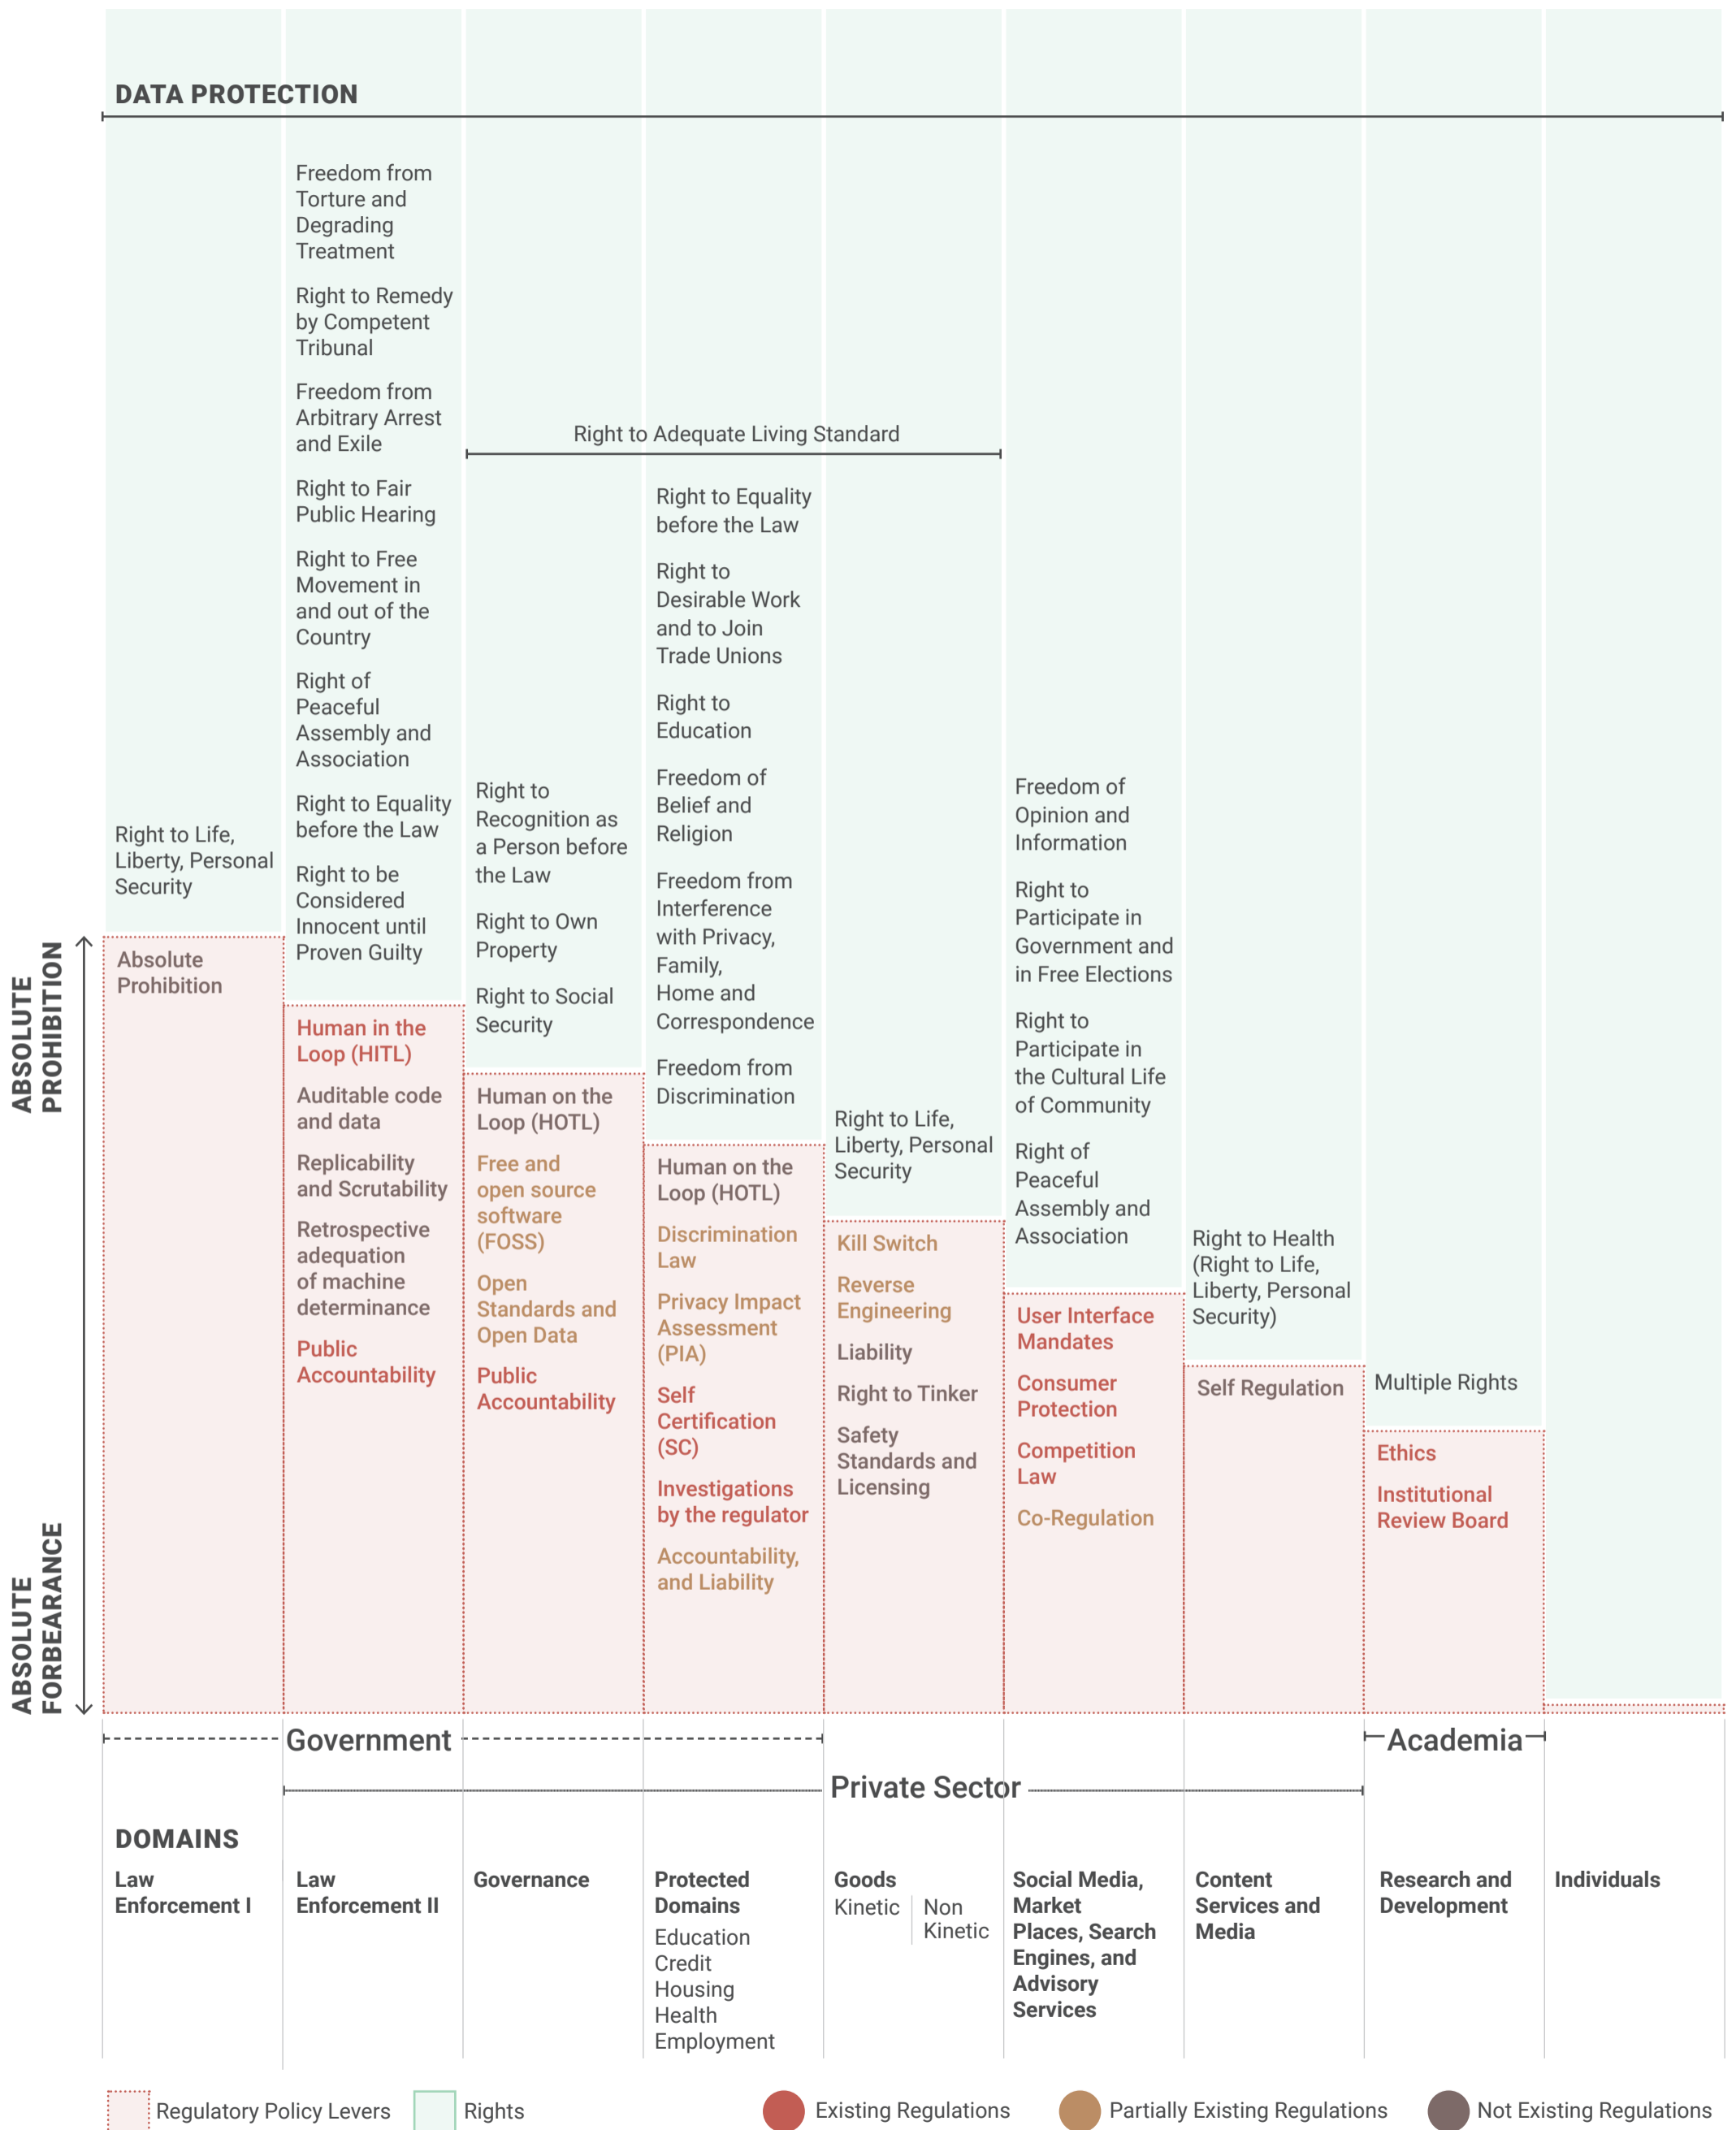 DATA PROTECTION
Freedom from
Torture and
Degrading
Treatment
Right to Remedy
by Competent
Tribunal
Freedom from
Arbitrary Arrest
and Exile
Right to Fair
Public Hearing
Right to Free
Movement in
and out of the
Country
Right of
Peaceful
Assembly and
Association
Right to Equality
before the Law
Right to be
Considered
Innocent until
Proven Guilty
Right to Adequate Living Standard
Right to Life,
Liberty, Personal
Security
Right to
Recognition as
a Person before
the Law
Right to Own
Property
Right to Social
Security
Right to Equality
before the Law
Right to
Desirable Work
and to Join
Trade Unions
Right to
Education
Freedom of
Belief and
Religion
Freedom from
Interference
with Privacy,
Family,
Home and
Correspondence
Freedom from
Discrimination
Right to Life,
Liberty, Personal
Security
Freedom of
Opinion and
Information
Right to
Participate in
Government and
in Free Elections
Right to
Participate in
the Cultural Life
of Community
Right of
Peaceful
Assembly and
Association
Right to Health
(Right to Life,
Liberty, Personal
Security)
Multiple Rights
ABSOLUTE
PROHIBITION
ABSOLUTE
FORBEARANCE
Absolute
Prohibition
Human in the
Loop (HITL)
Auditable code
and data
Replicability
and Scrutability
Retrospective
adequation
of machine
determinance
Public
Accountability
Human on the
Loop (HOTL)
Free and
open source
software
(FOSS)
Open
Standards and
Open Data
Public
Accountability
Human on the
Loop (HOTL)
Discrimination
Law
Privacy Impact
Assessment
(PIA)
Self
Certification
(SC)
Investigations
by the regulator
Accountability,
and Liability
Kill Switch
Reverse
Engineering
Liability
Right to Tinker
Safety
Standards and
Licensing
User Interface
Mandates
Consumer
Protection
Competition
Law
Co-Regulation
Self Regulation
Ethics
Institutional
Review Board
Government
Academia
Private Sector
DOMAINS
Law
Enforcement I
Law
Enforcement II
Governance
Protected
Domains
Education
Credit
Housing
Health
Employment
Goods
Kinetic
Non
Kinetic
Social Media,
Market
Places, Search
Engines, and
Advisory
Services
Content
Services and
Media
Research and
Development
Individuals
Regulatory Policy Levers
Rights
Existing Regulations
Partially Existing Regulations
Not Existing Regulations